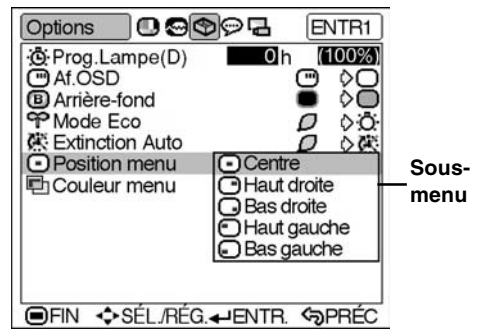 Options ENTR1
Prog.Lampe(D) 0 h (100%)
Af.OSD
B Arrière-fond
Mode Eco
Extinction Auto
Position menu Centre
Couleur menu Haut droite
Bas droite
Haut gauche
Bas gauche
Sous-
menu
FIN SÉL./RÉG. ENTR. PRÉC